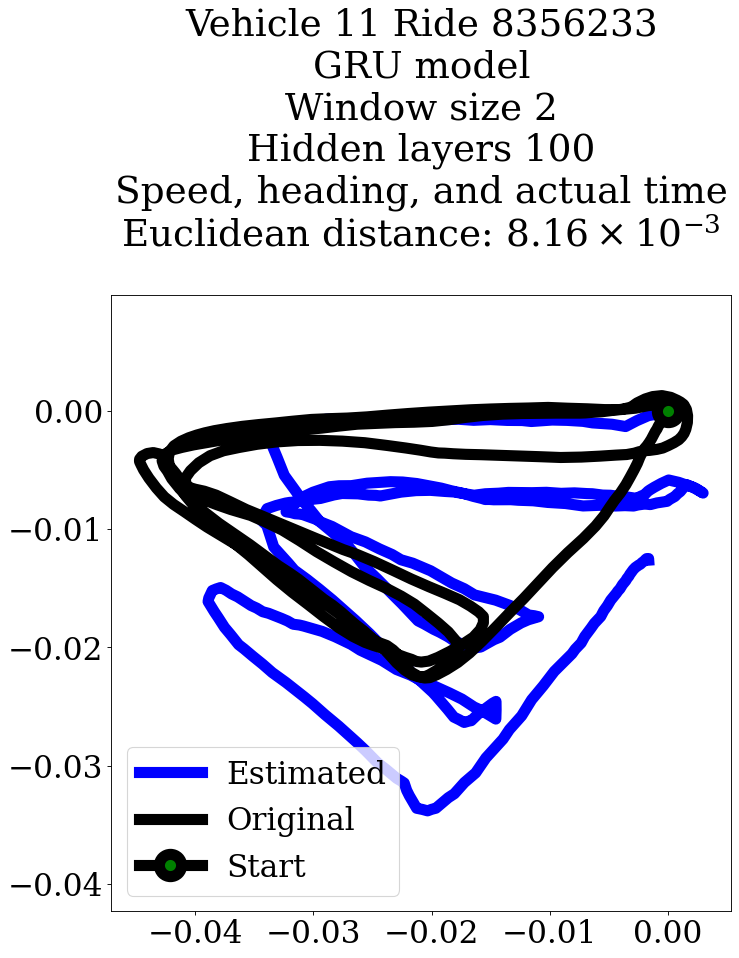 Vehicle 11 Ride 8356233
GRU model
Window size 2
Hidden layers 100
Speed, heading, and actual time
Euclidean distance: 8.16 × 10⁻³
0.00
−0.01
−0.02
−0.03
−0.04
Estimated
Original
Start
−0.04 −0.03 −0.02 −0.01 0.00